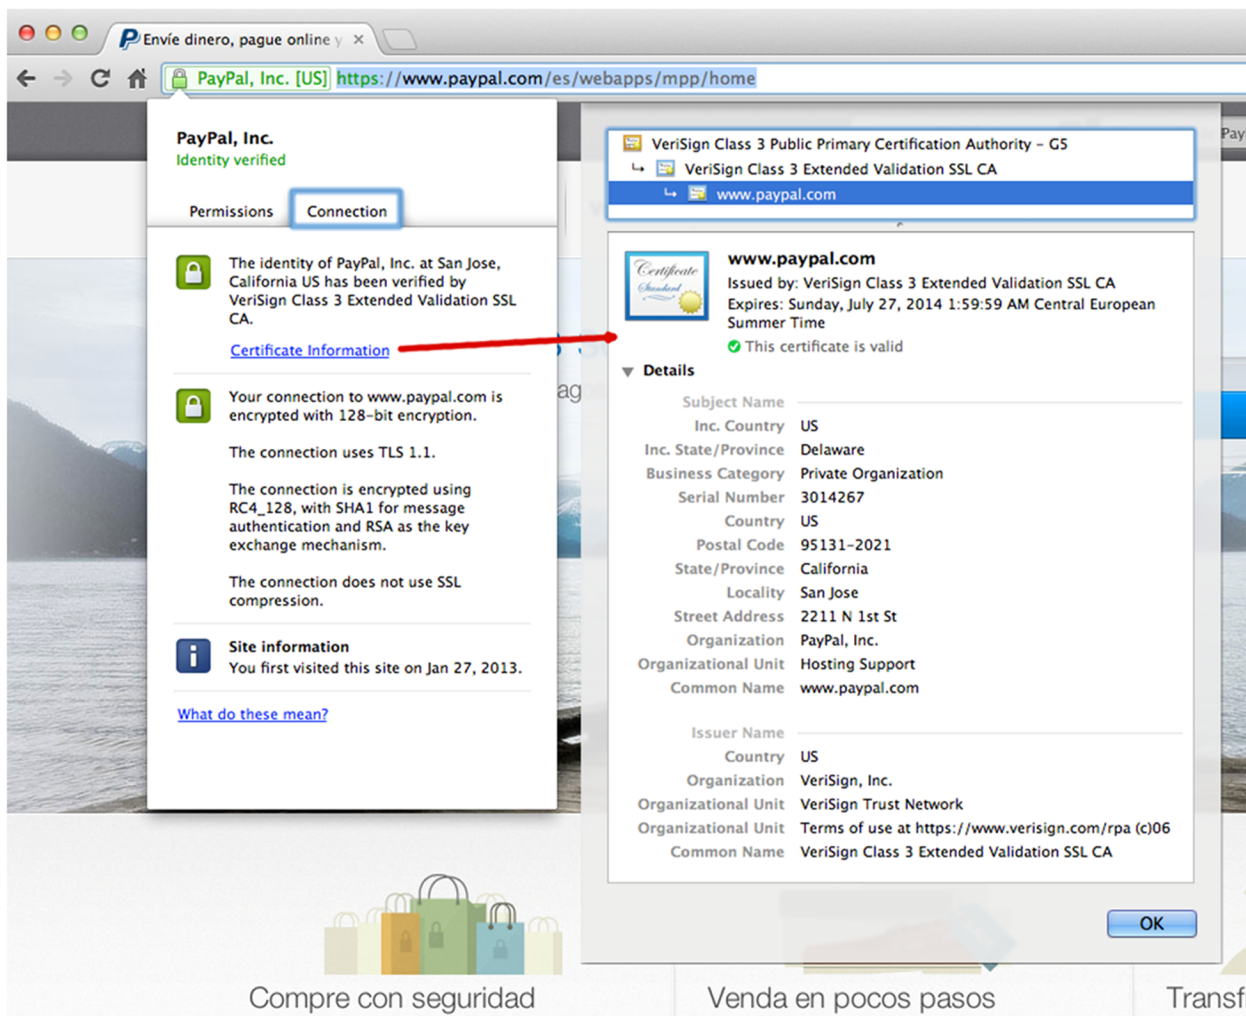 Envíe dinero, pague online y
PayPal, Inc. [US] https://www.paypal.com/es/webapps/mpp/home
PayPal, Inc.
Identity verified
Permissions
Connection
The identity of PayPal, Inc. at San Jose,
California US has been verified by
VeriSign Class 3 Extended Validation SSL
CA.
Certificate Information
Your connection to www.paypal.com is
encrypted with 128-bit encryption.
The connection uses TLS 1.1.
The connection is encrypted using
RC4_128, with SHA1 for message
authentication and RSA as the key
exchange mechanism.
The connection does not use SSL
compression.
Site information
You first visited this site on Jan 27, 2013.
What do these mean?
VeriSign Class 3 Public Primary Certification Authority - G5
VeriSign Class 3 Extended Validation SSL CA
www.paypal.com
www.paypal.com
Certificate
Standard
Issued by: VeriSign Class 3 Extended Validation SSL CA
Expires: Sunday, July 27, 2014 1:59:59 AM Central European
Summer Time
This certificate is valid
Details
Subject Name
Inc. Country US
Inc. State/Province Delaware
Business Category Private Organization
Serial Number 3014267
Country US
Postal Code 95131-2021
State/Province California
Locality San Jose
Street Address 2211 N 1st St
Organization PayPal, Inc.
Organizational Unit Hosting Support
Common Name www.paypal.com
Issuer Name
Country US
Organization VeriSign, Inc.
Organizational Unit VeriSign Trust Network
Organizational Unit Terms of use at https://www.verisign.com/rpa (c)06
Common Name VeriSign Class 3 Extended Validation SSL CA
OK
Pay
ag
Compre con seguridad
Venda en pocos pasos
Transf